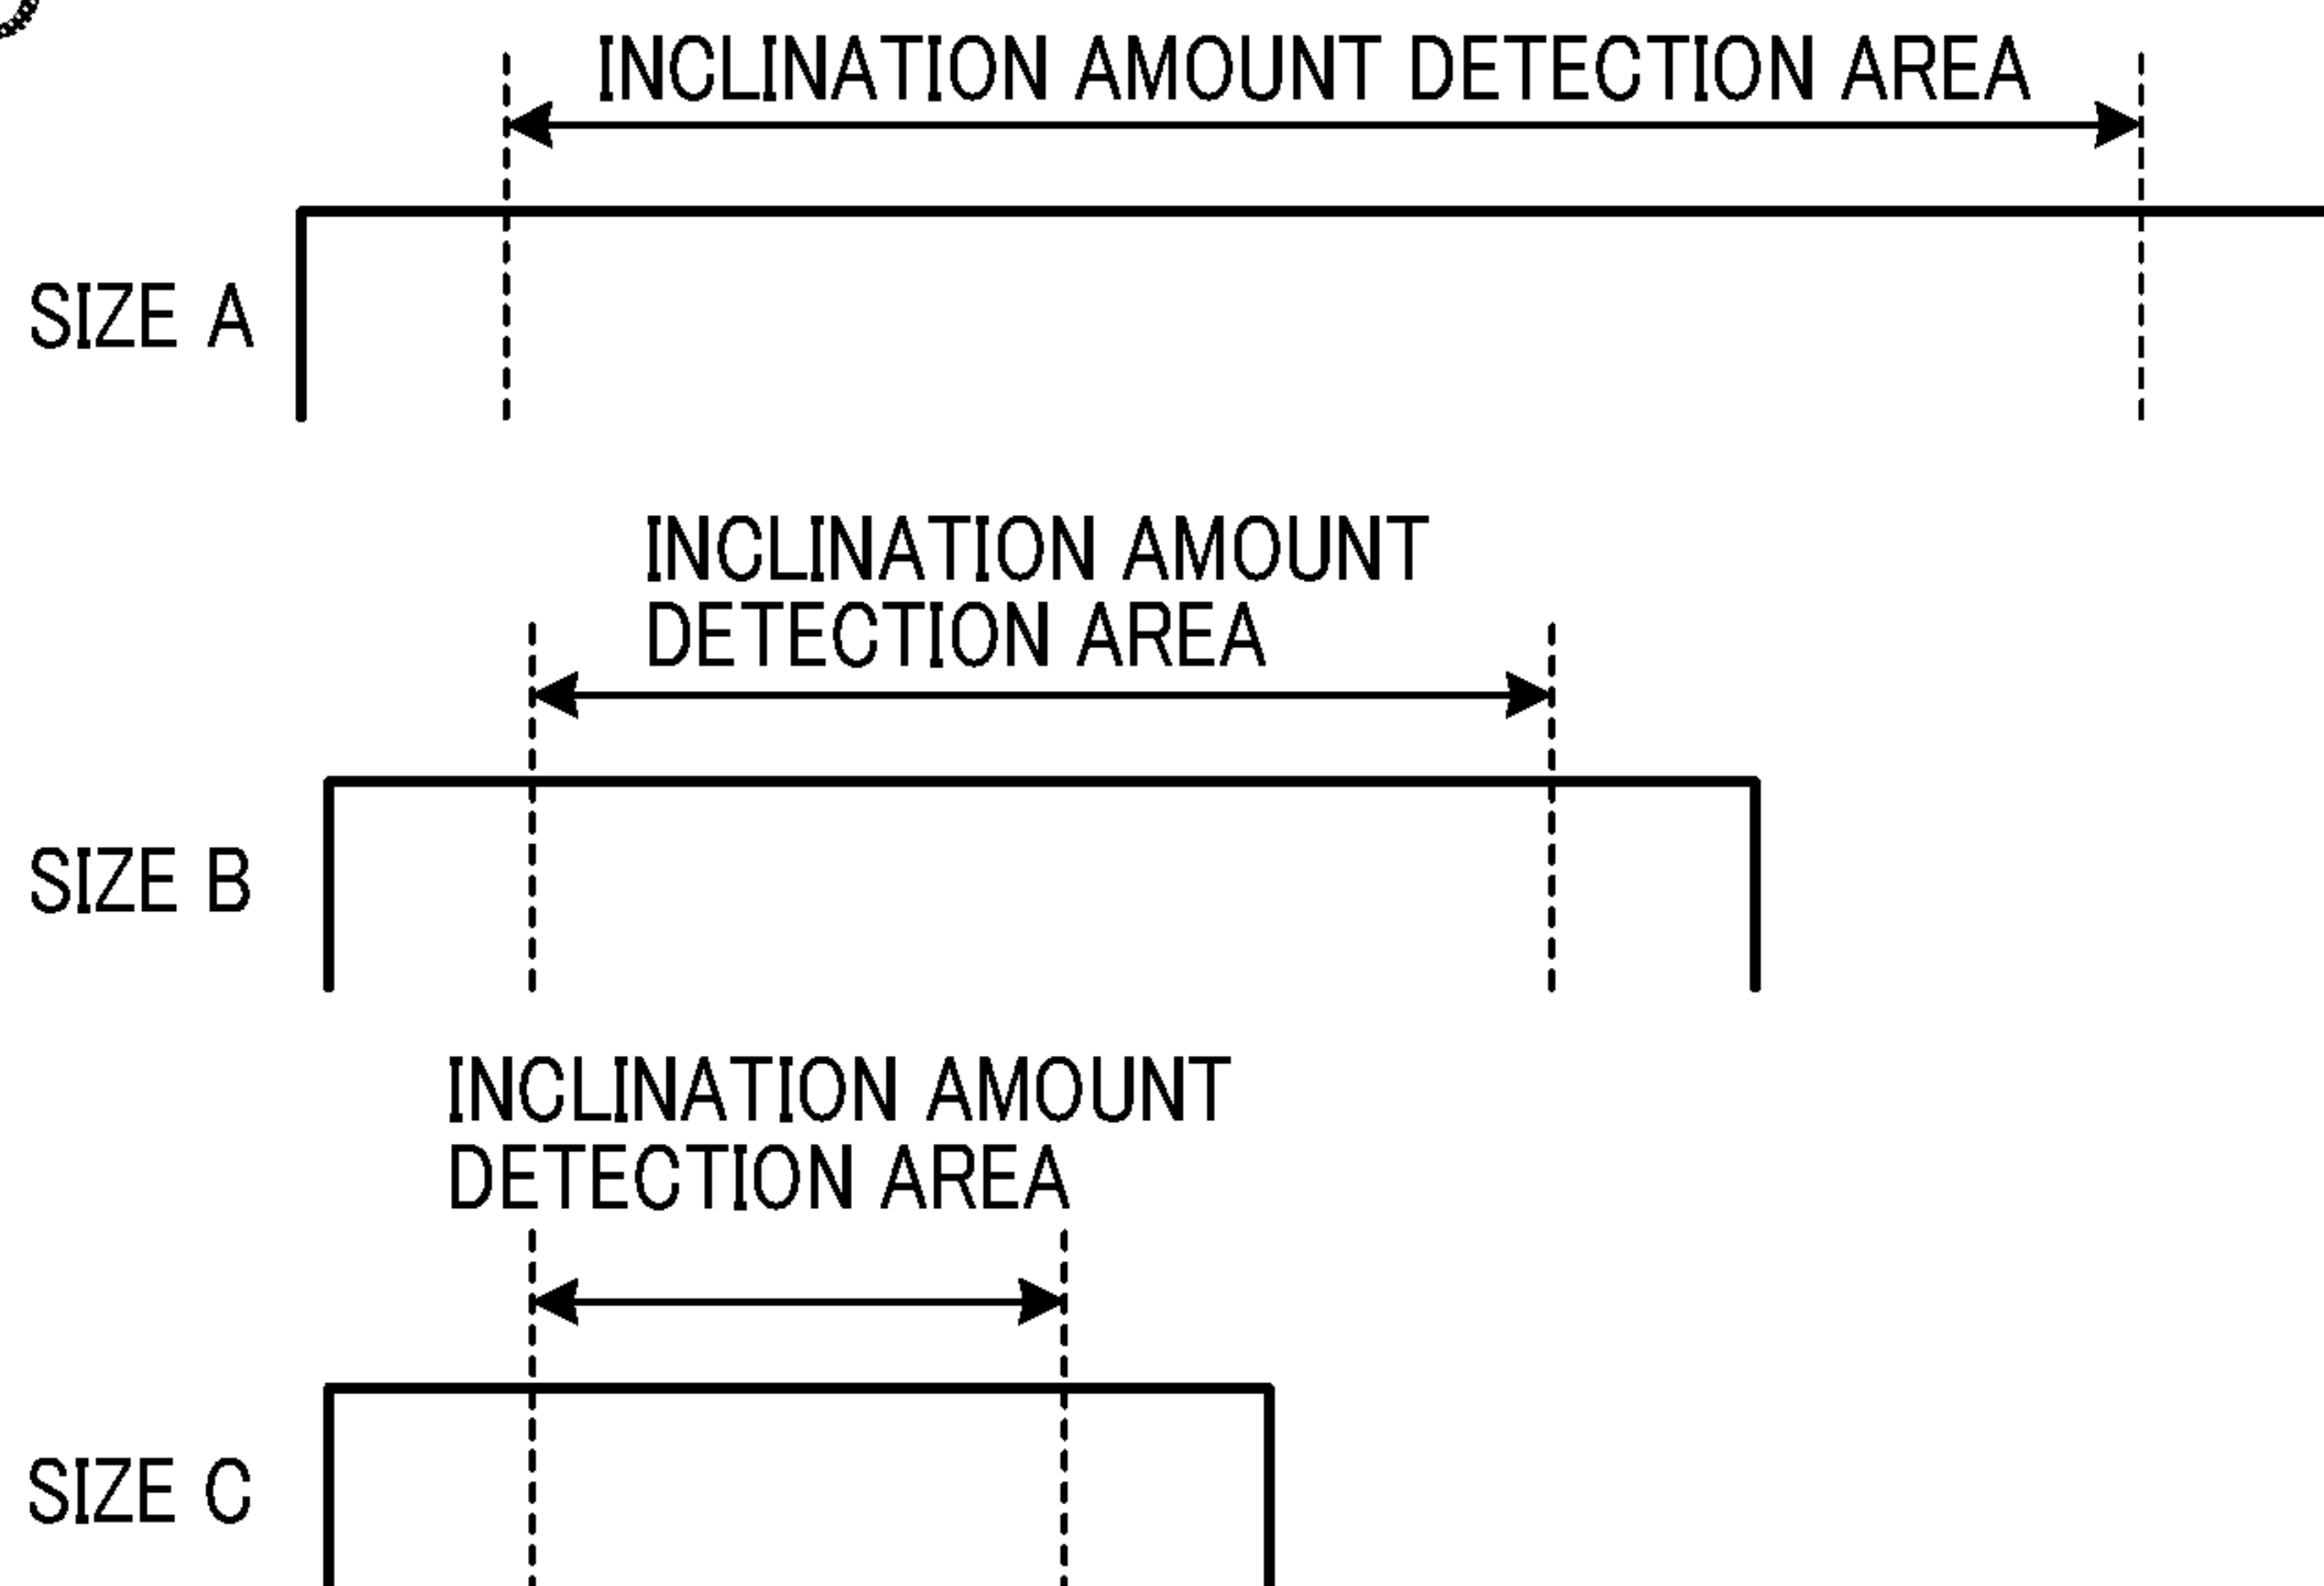 INCLINATION AMOUNT DETECTION AREA
SIZE A
INCLINATION AMOUNT
DETECTION AREA
SIZE B
INCLINATION AMOUNT
DETECTION AREA
SIZE C